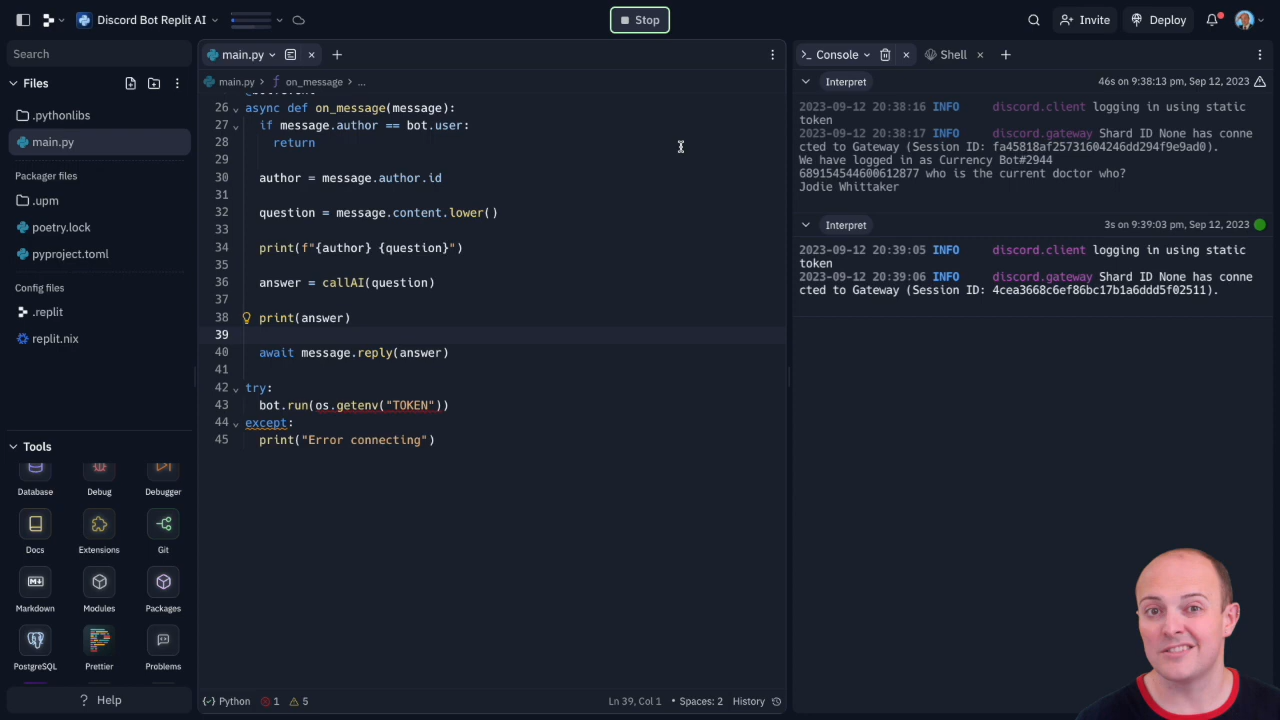 Discord Bot Replit AI
Stop
Invite
Deploy
Search
Files
.pythonlibs
main.py
Packager files
.upm
poetry.lock
pyproject.toml
Config files
.replit
replit.nix
Tools
Database
Debug
Debugger
Docs
Extensions
Git
Markdown
Modules
Packages
PostgreSQL
Prettier
Problems
? Help
main.py
main.py > on_message > ...
26 async def on_message(message):
27 if message.author == bot.user:
28 return
29
30 author = message.author.id
31
32 question = message.content.lower()
33
34 print(f"{author} {question}")
35
36 answer = callAI(question)
37
38 print(answer)
39
40 await message.reply(answer)
41
42 try:
43 bot.run(os.getenv("TOKEN"))
44 except:
45 print("Error connecting")
Python 1 5
Ln 39, Col 1 • Spaces: 2 History
Console
Shell
Interpret 46s on 9:38:13 pm, Sep 12, 2023
2023-09-12 20:38:16 INFO discord.client logging in using static
token
2023-09-12 20:38:17 INFO discord.gateway Shard ID None has conne
cted to Gateway (Session ID: fa45818af25731604246dd294f9e9ad0).
We have logged in as Currency Bot#2944
689154544600612877 who is the current doctor who?
Jodie Whittaker
Interpret 3s on 9:39:03 pm, Sep 12, 2023
2023-09-12 20:39:05 INFO discord.client logging in using static
token
2023-09-12 20:39:06 INFO discord.gateway Shard ID None has conne
cted to Gateway (Session ID: 4cea3668c6ef86bc17b1a6ddd5f02511).